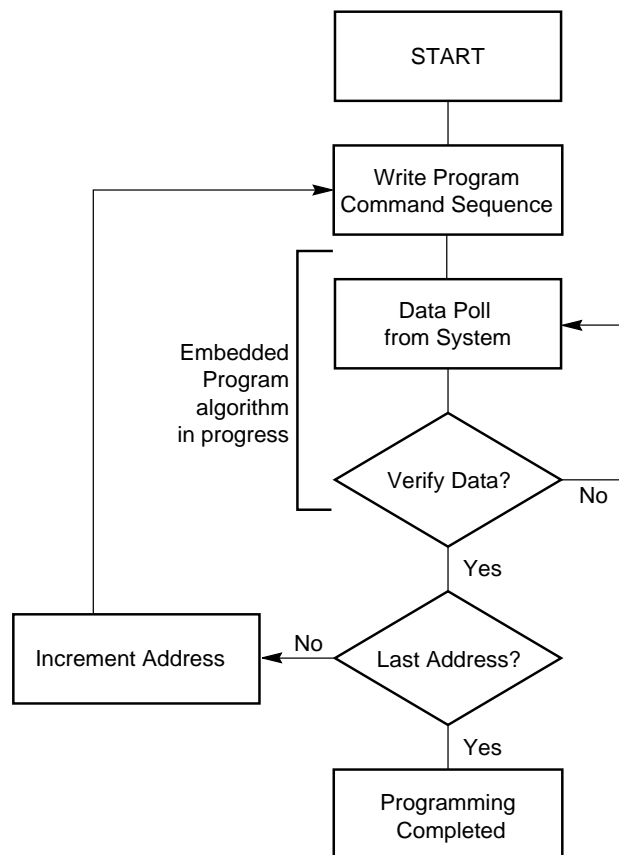 START
Write Program
Command Sequence
Data Poll
from System
Embedded
Program
algorithm
in progress
Verify Data?
No
Yes
Increment Address
No
Last Address?
Yes
Programming
Completed